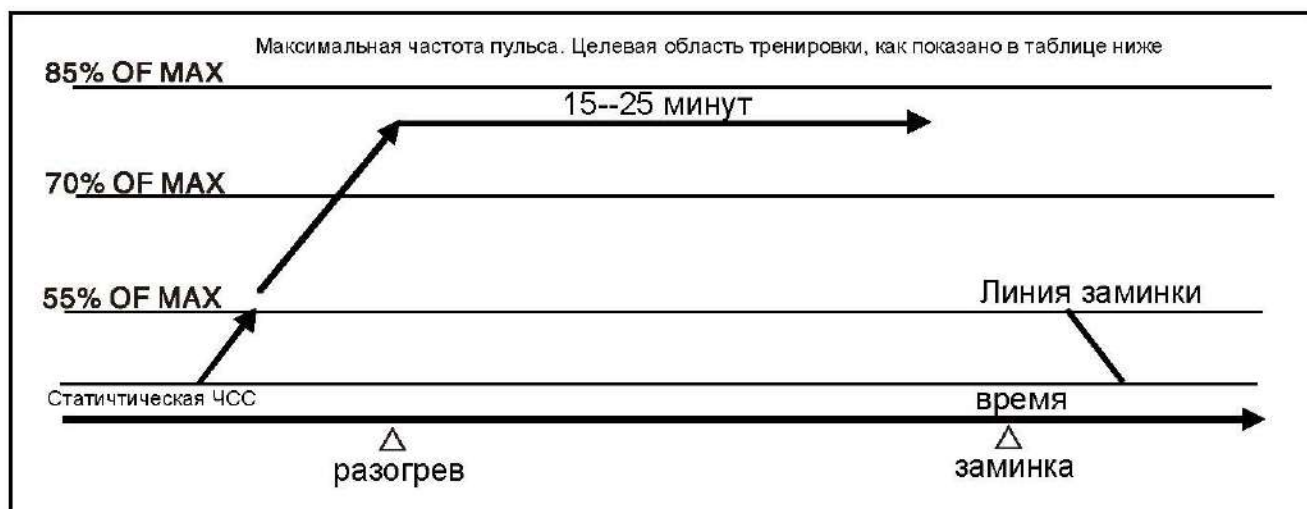 Максимальная частота пульса. Целевая область тренировки, как показано в таблице ниже
85% OF MAX
15--25 минут
70% OF MAX
55% OF MAX
Линия заминки
Статичтическая ЧСС
время
разогрев
заминка